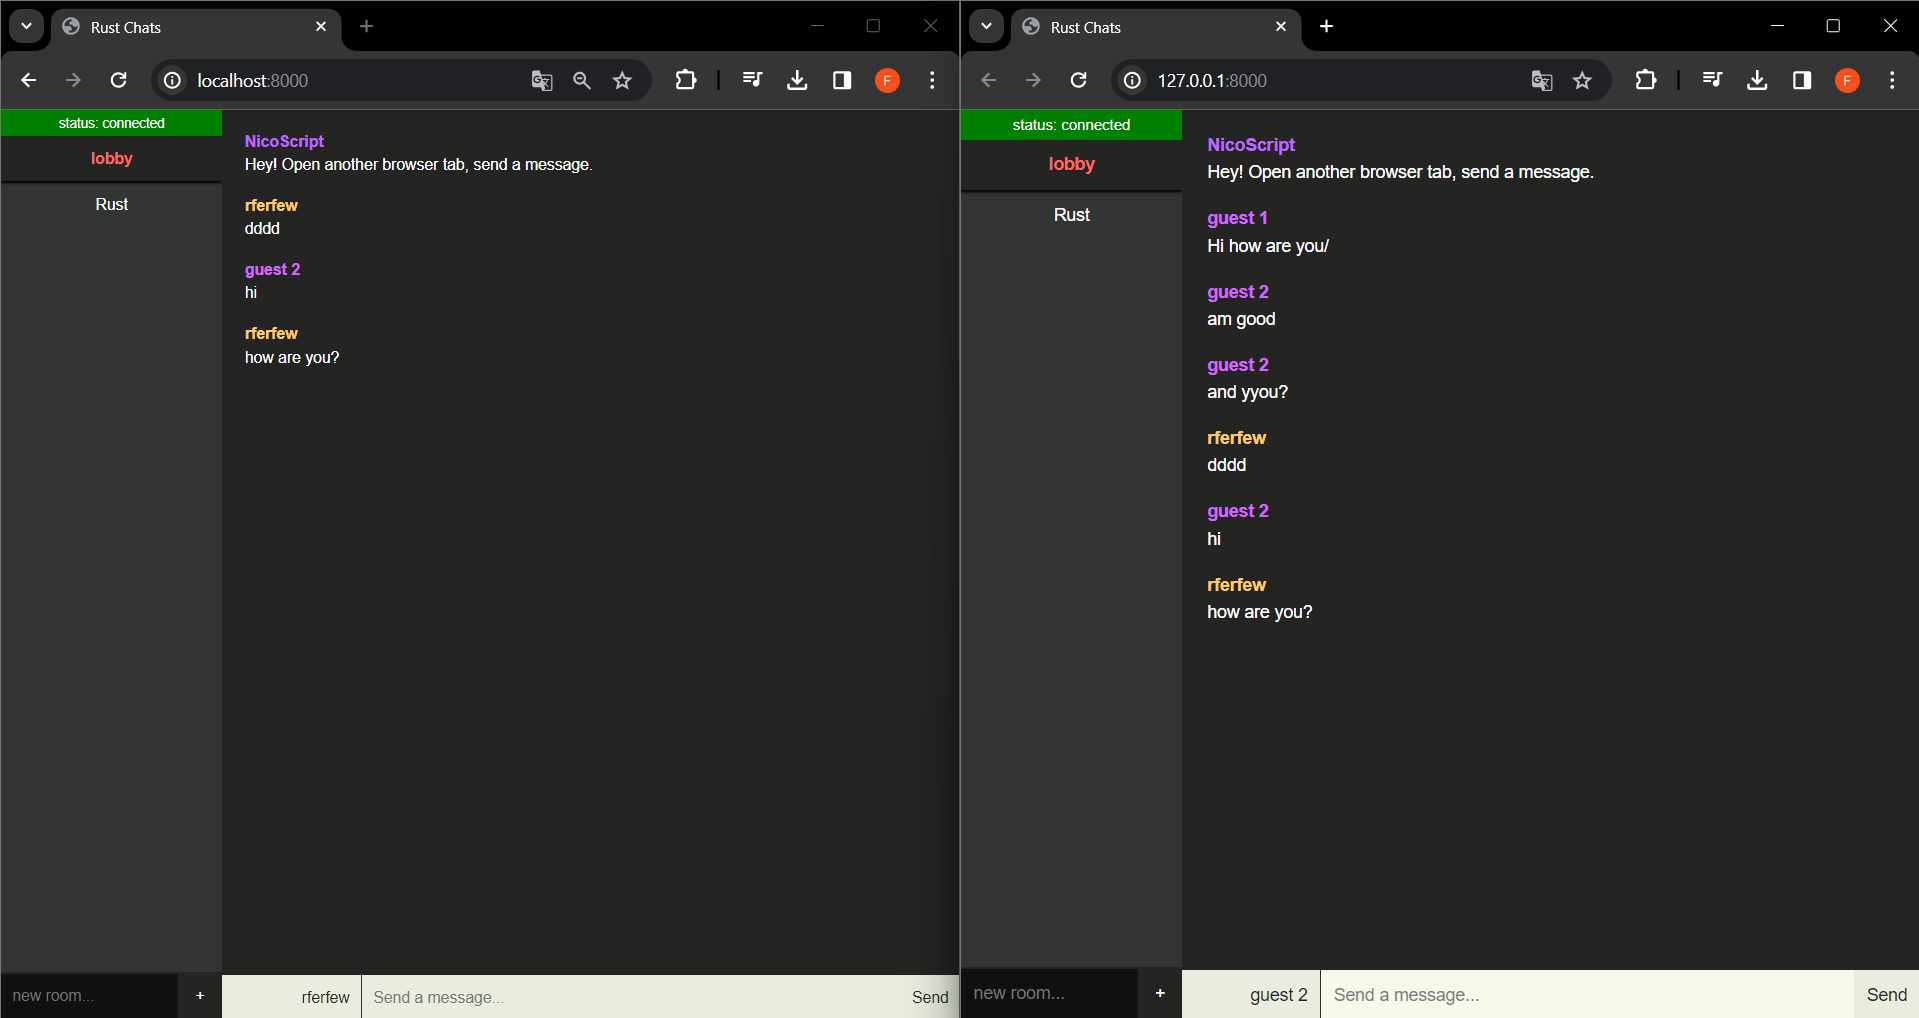 Rust Chats
localhost:8000
status: connected
lobby
Rust
NicoScript
Hey! Open another browser tab, send a message.
rferfew
dddd
guest 2
hi
rferfew
how are you?
new room...
+
rferfew
Send a message...
Send
Rust Chats
127.0.0.1:8000
F
F
status: connected
lobby
Rust
NicoScript
Hey! Open another browser tab, send a message.
guest 1
Hi how are you/
guest 2
am good
guest 2
and yyou?
rferfew
dddd
guest 2
hi
rferfew
how are you?
new room...
+
guest 2
Send a message...
Send